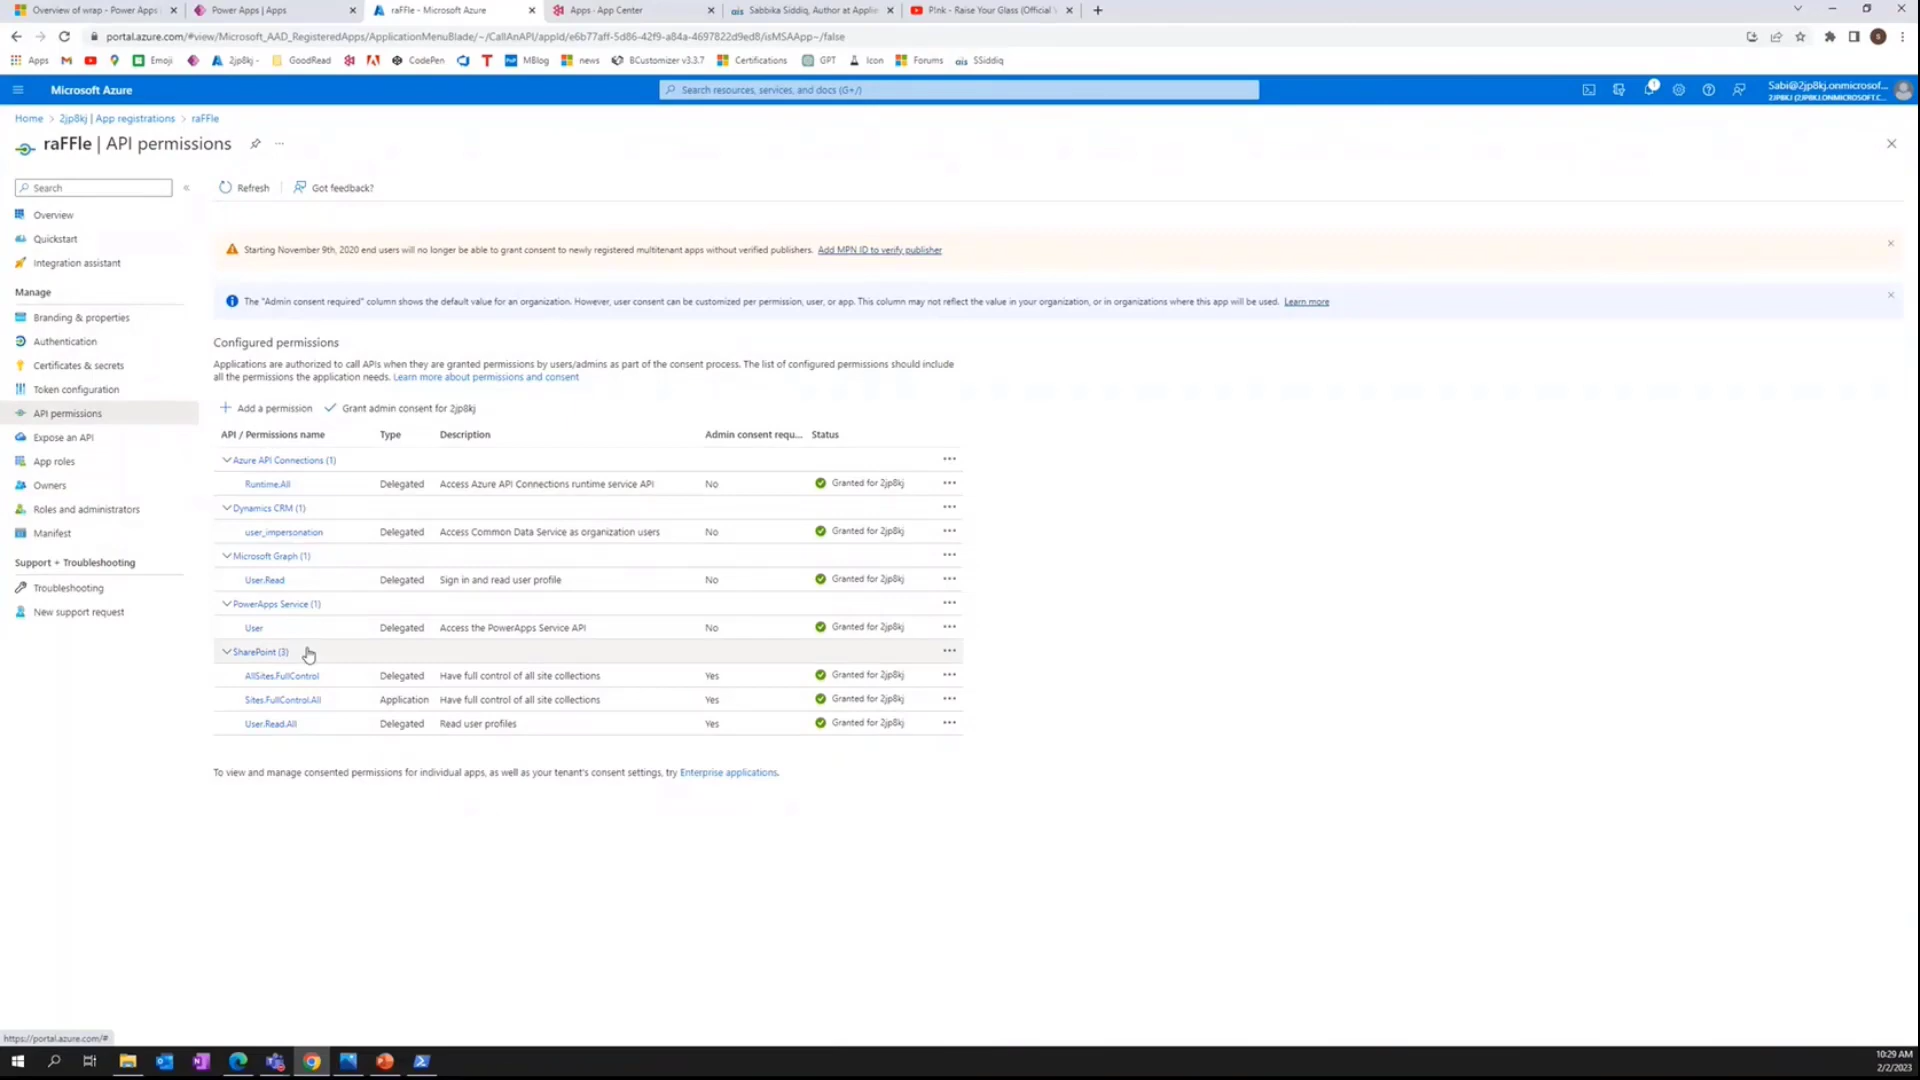 Overview of wrap - Power Apps
Power Apps | Apps
raFFle - Microsoft Azure
Apps · App Center
ais Sabbika Siddiq, Author at Applie
P!nk - Raise Your Glass (Official V
portal.azure.com/#view/Microsoft_AAD_RegisteredApps/ApplicationMenuBlade/~/CallAnAPI/appId/e6b77aff-5d86-42f9-a84a-4697822d9ed8/isMSAApp~/false
Apps Emoji 2jp8kj - GoodRead CodePen MBlog news BCustomizer v3.3.7 Certifications GPT Icon Forums ais SSiddiq
Microsoft Azure
Search resources, services, and docs (G+/)
1
Sabi@2jp8kj.onmicrosof...
2JP8KJ (2JP8KJ.ONMICROSOFT.C...
Home > 2jp8kj | App registrations > raFFle
raFFle | API permissions
Search
Refresh
Got feedback?
Overview
Quickstart
Integration assistant
Manage
Branding & properties
Authentication
Certificates & secrets
Token configuration
API permissions
Expose an API
App roles
Owners
Roles and administrators
Manifest
Support + Troubleshooting
Troubleshooting
New support request
Starting November 9th, 2020 end users will no longer be able to grant consent to newly registered multitenant apps without verified publishers. Add MPN ID to verify publisher
The "Admin consent required" column shows the default value for an organization. However, user consent can be customized per permission, user, or app. This column may not reflect the value in your organization, or in organizations where this app will be used. Learn more
Configured permissions
Applications are authorized to call APIs when they are granted permissions by users/admins as part of the consent process. The list of configured permissions should include
all the permissions the application needs. Learn more about permissions and consent
Add a permission Grant admin consent for 2jp8kj
API / Permissions name Type Description Admin consent requ... Status
Azure API Connections (1)
Runtime.All Delegated Access Azure API Connections runtime service API No Granted for 2jp8kj
Dynamics CRM (1)
user_impersonation Delegated Access Common Data Service as organization users No Granted for 2jp8kj
Microsoft Graph (1)
User.Read Delegated Sign in and read user profile No Granted for 2jp8kj
PowerApps Service (1)
User Delegated Access the PowerApps Service API No Granted for 2jp8kj
SharePoint (3)
AllSites.FullControl Delegated Have full control of all site collections Yes Granted for 2jp8kj
Sites.FullControl.All Application Have full control of all site collections Yes Granted for 2jp8kj
User.Read.All Delegated Read user profiles Yes Granted for 2jp8kj
To view and manage consented permissions for individual apps, as well as your tenant's consent settings, try Enterprise applications.
https://portal.azure.com/#
10:29 AM
2/2/2023